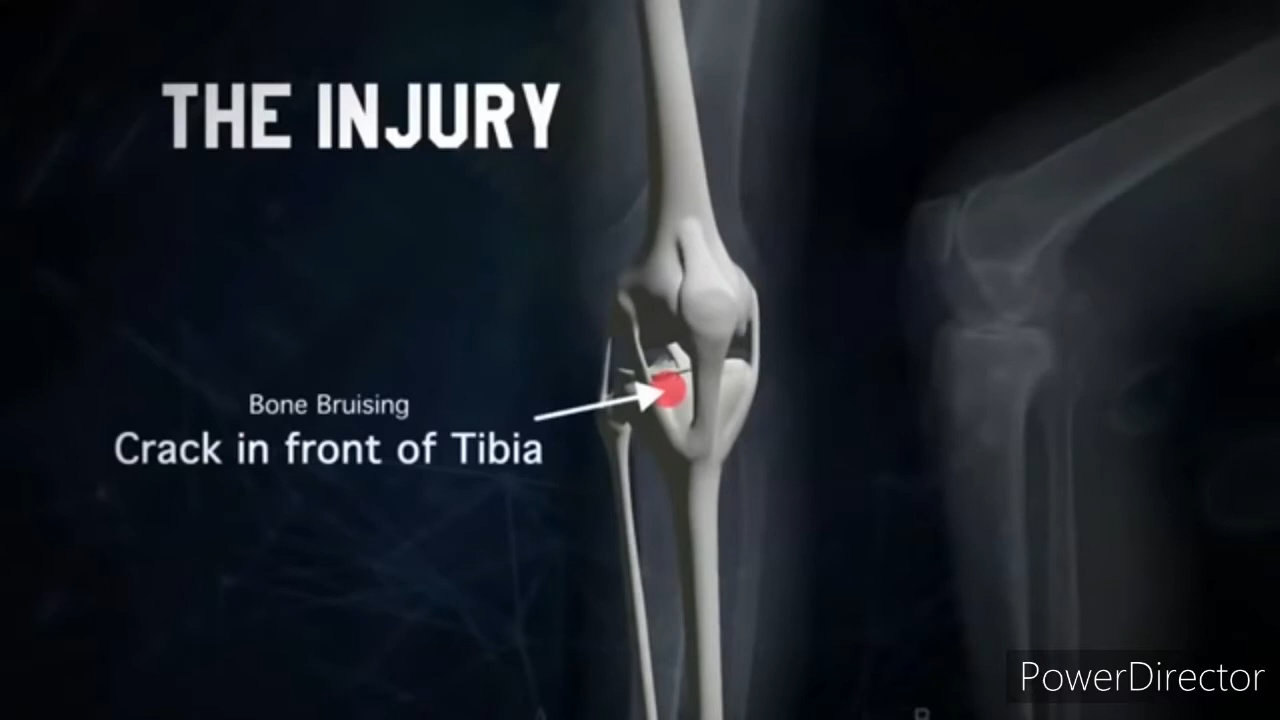 THE INJURY
Bone Bruising
Crack in front of Tibia
PowerDirector